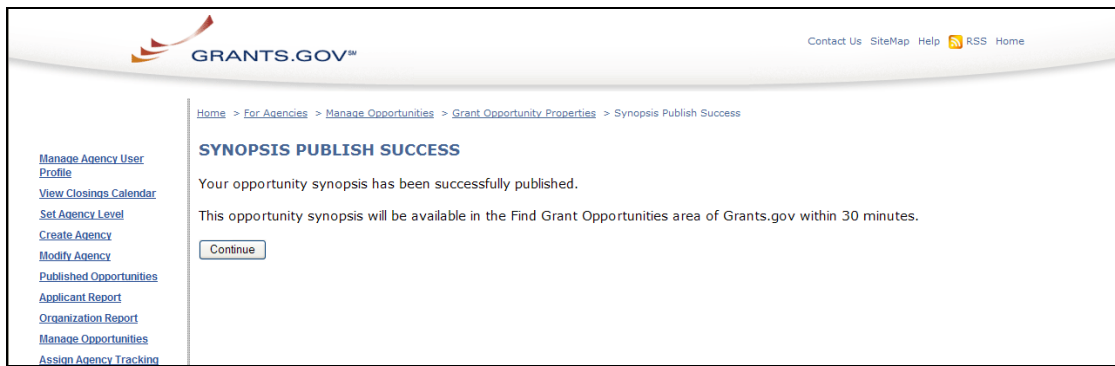 GRANTS.GOV℠
Contact Us SiteMap Help RSS Home
Home > For Agencies > Manage Opportunities > Grant Opportunity Properties > Synopsis Publish Success
Manage Agency User
Profile
View Closings Calendar
Set Agency Level
Create Agency
Modify Agency
Published Opportunities
Applicant Report
Organization Report
Manage Opportunities
Assign Agency Tracking
SYNOPSIS PUBLISH SUCCESS
Your opportunity synopsis has been successfully published.
This opportunity synopsis will be available in the Find Grant Opportunities area of Grants.gov within 30 minutes.
Continue